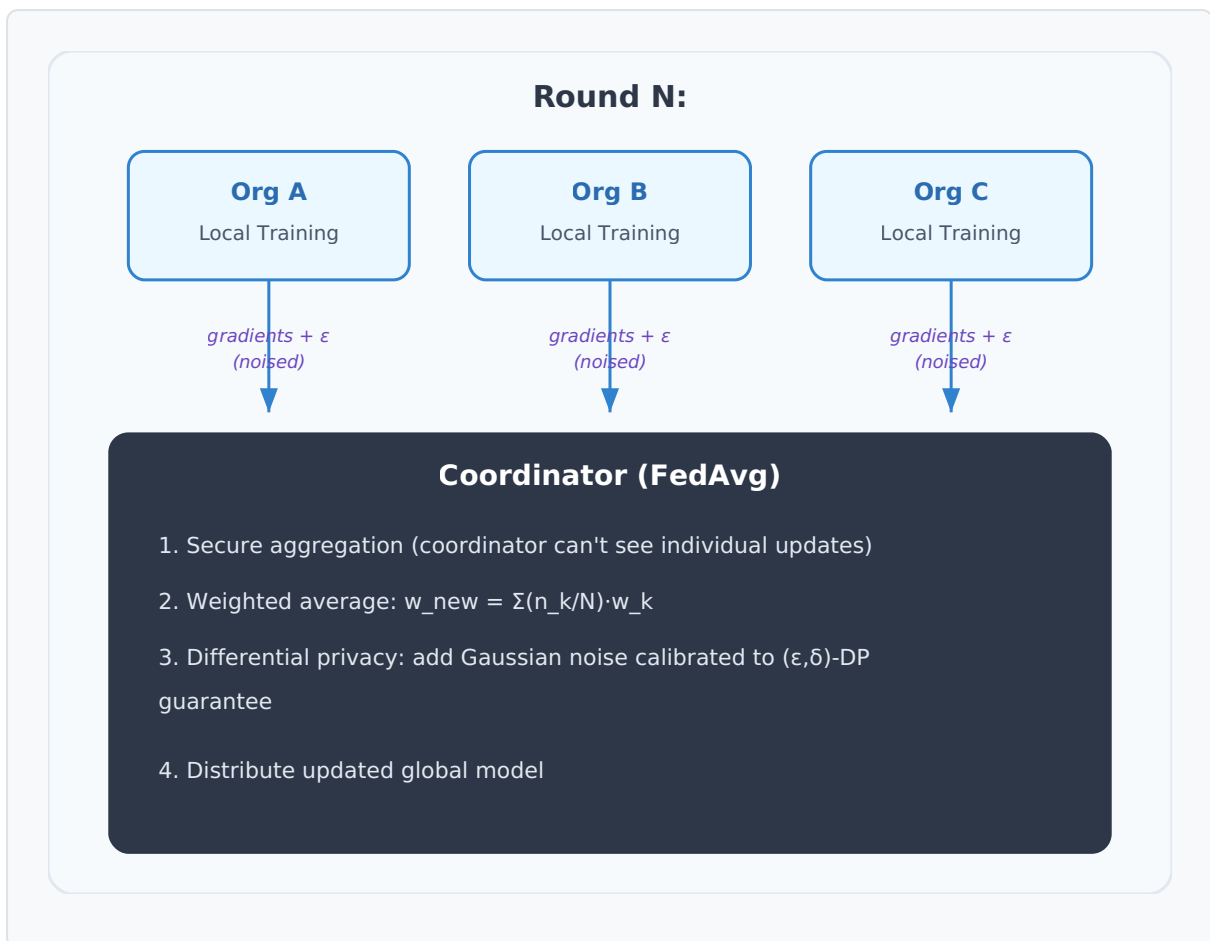 Round N:
Org A
Local Training
Org B
Local Training
Org C
Local Training
gradients + ε
(noised)
gradients + ε
(noised)
gradients + ε
(noised)
Coordinator (FedAvg)
1. Secure aggregation (coordinator can't see individual updates)
2. Weighted average: w_new = Σ(n_k/N)·w_k
3. Differential privacy: add Gaussian noise calibrated to (ε,δ)-DP
guarantee
4. Distribute updated global model